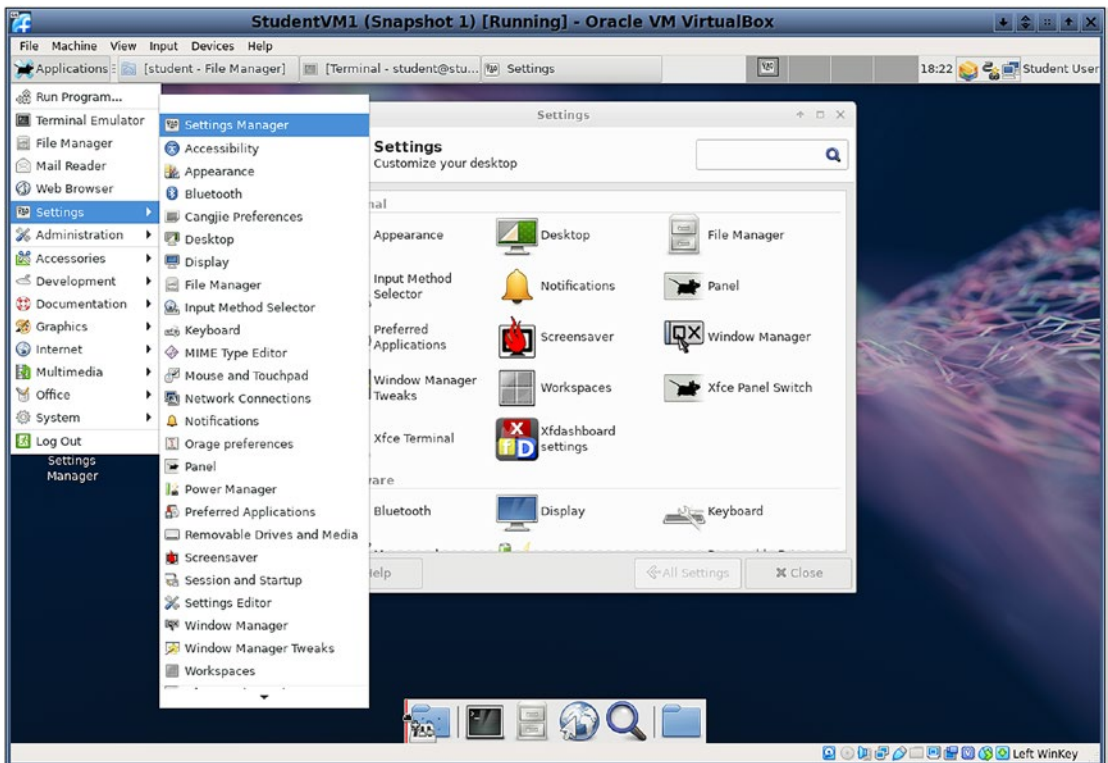 StudentVM1 (Snapshot 1) [Running] - Oracle VM VirtualBox
File Machine View Input Devices Help
Applications [student - File Manager] [Terminal - student@stu... Settings 18:22 Student User
Run Program...
Terminal Emulator
File Manager
Mail Reader
Web Browser
Settings
Administration
Accessories
Development
Documentation
Graphics
Internet
Multimedia
Office
System
Log Out
Settings
Manager
Settings Manager
Accessibility
Appearance
Bluetooth
Cangjie Preferences
Desktop
Display
File Manager
Input Method Selector
Keyboard
MIME Type Editor
Mouse and Touchpad
Network Connections
Notifications
Orage preferences
Panel
Power Manager
Preferred Applications
Removable Drives and Media
Screensaver
Session and Startup
Settings Editor
Window Manager
Window Manager Tweaks
Workspaces
Settings
Settings
Customize your desktop
Appearance
Desktop
File Manager
Input Method
Selector
Notifications
Panel
Preferred
Applications
Screensaver
Window Manager
Window Manager
Tweaks
Workspaces
Xfce Panel Switch
Xfce Terminal
Xfdashboard
settings
Bluetooth
Display
Keyboard
All Settings
Close
Left WinKey